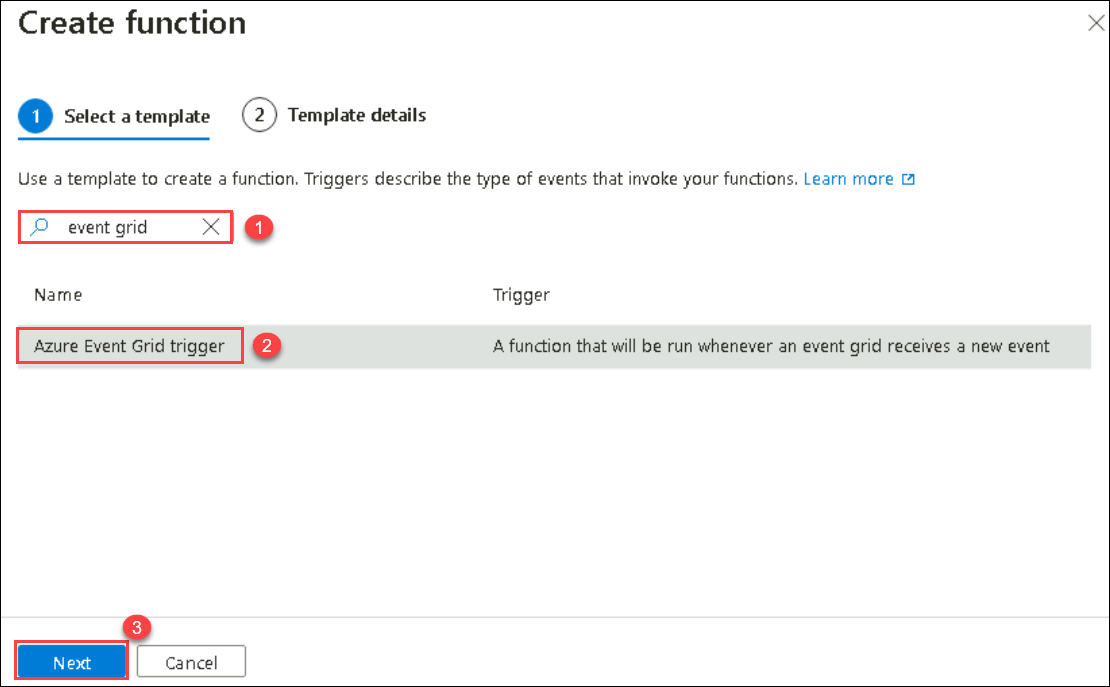 Create function
1 Select a template 2 Template details
Use a template to create a function. Triggers describe the type of events that invoke your functions. Learn more
event grid 1
Name Trigger
Azure Event Grid trigger 2 A function that will be run whenever an event grid receives a new event
3
Next Cancel